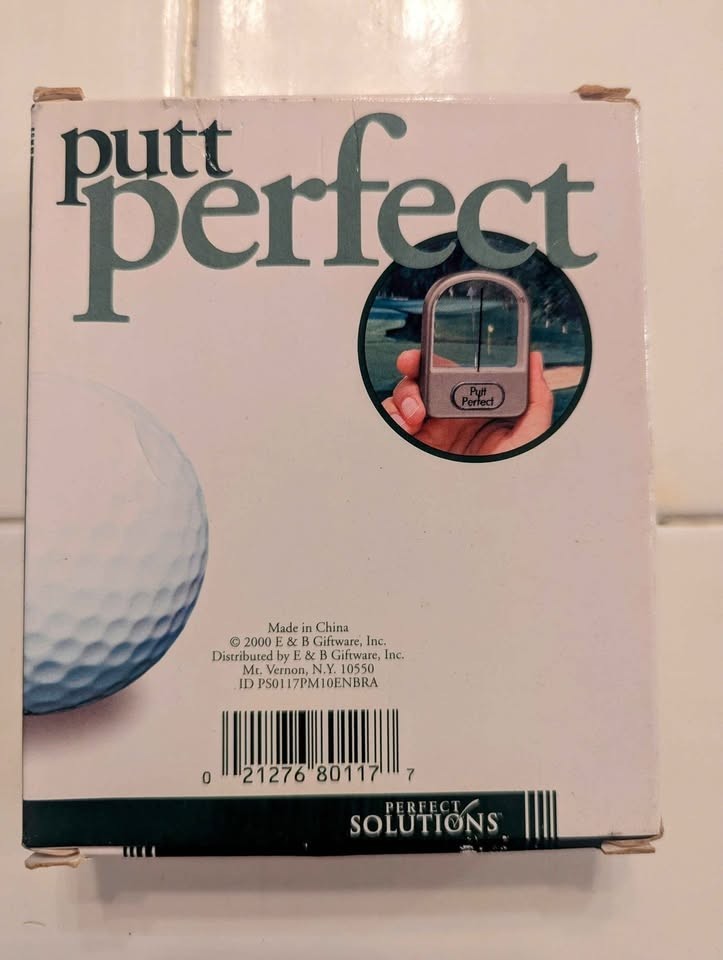 putt
perfect
Putt
Perfect
Made in China
© 2000 E & B Giftware, Inc.
Distributed by E & B Giftware, Inc.
Mt. Vernon, N.Y. 10550
ID PS0117PM10ENBRA
0 21276 80117 7
PERFECT
SOLUTIONS™